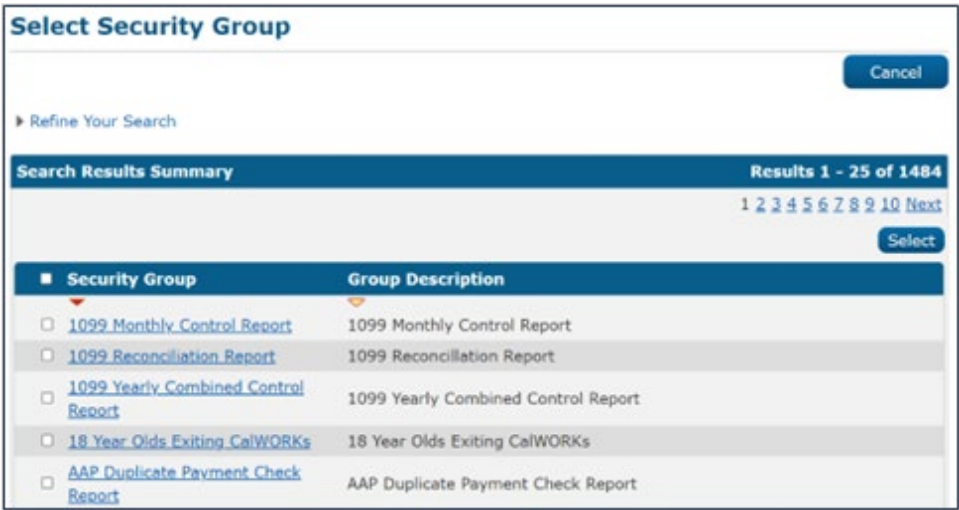 Select Security Group
Cancel
Refine Your Search
Search Results Summary Results 1 - 25 of 1484
1 2 3 4 5 6 7 8 9 10 Next
Select
Security Group Group Description
1099 Monthly Control Report 1099 Monthly Control Report
1099 Reconciliation Report 1099 Reconcillation Report
1099 Yearly Combined Control
Report
1099 Yearly Combined Control Report
18 Year Olds Exiting CalWORKs 18 Year Olds Exiting CalWORKs
AAP Duplicate Payment Check
Report
AAP Duplicate Payment Check Report